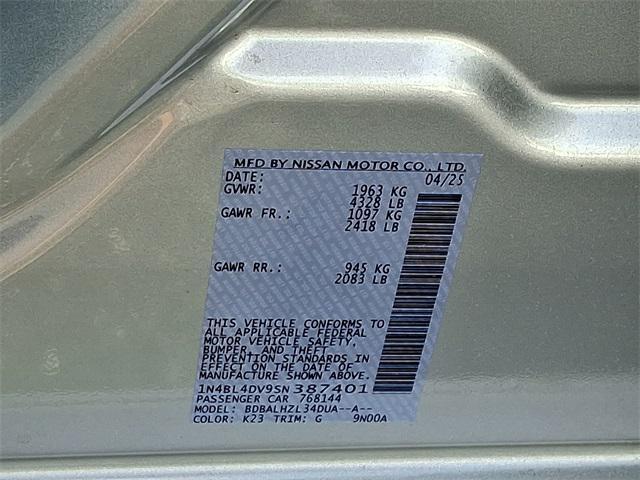 MFD BY NISSAN MOTOR CO., LTD.
DATE: 04/25
GVWR: 1963 KG
4328 LB
GAWR FR.: 1097 KG
2418 LB
GAWR RR.: 945 KG
2083 LB
THIS VEHICLE CONFORMS TO
ALL APPLICABLE FEDERAL
MOTOR VEHICLE SAFETY,
BUMPER, AND THEFT
PREVENTION STANDARDS IN
EFFECT ON THE DATE OF
MANUFACTURE SHOWN ABOVE.
1N4BL4DV9SN387401
PASSENGER CAR 768144
MODEL: BDBALHZL34DUA--A--
COLOR: K23 TRIM: G 9N00A